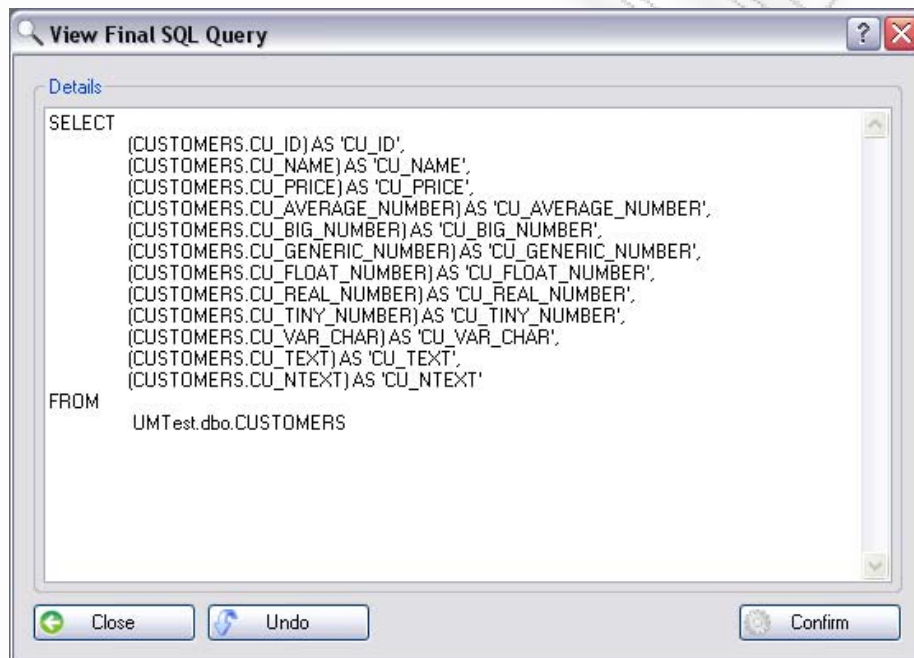 View Final SQL Query
Details
SELECT
(CUSTOMERS.CU_ID) AS 'CU_ID',
(CUSTOMERS.CU_NAME) AS 'CU_NAME',
(CUSTOMERS.CU_PRICE) AS 'CU_PRICE',
(CUSTOMERS.CU_AVERAGE_NUMBER) AS 'CU_AVERAGE_NUMBER',
(CUSTOMERS.CU_BIG_NUMBER) AS 'CU_BIG_NUMBER',
(CUSTOMERS.CU_GENERIC_NUMBER) AS 'CU_GENERIC_NUMBER',
(CUSTOMERS.CU_FLOAT_NUMBER) AS 'CU_FLOAT_NUMBER',
(CUSTOMERS.CU_REAL_NUMBER) AS 'CU_REAL_NUMBER',
(CUSTOMERS.CU_TINY_NUMBER) AS 'CU_TINY_NUMBER',
(CUSTOMERS.CU_VAR_CHAR) AS 'CU_VAR_CHAR',
(CUSTOMERS.CU_TEXT) AS 'CU_TEXT',
(CUSTOMERS.CU_NTEXT) AS 'CU_NTEXT'
FROM
UMTest.dbo.CUSTOMERS
Close Undo Confirm